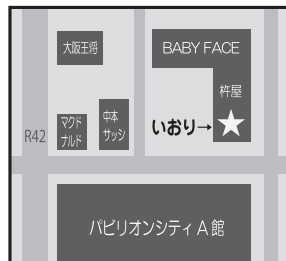 大阪王将
BABY FACE
杵屋
マクド
ナルド
中本
サッシ
いおり→★
R42
パビリオンシティA館